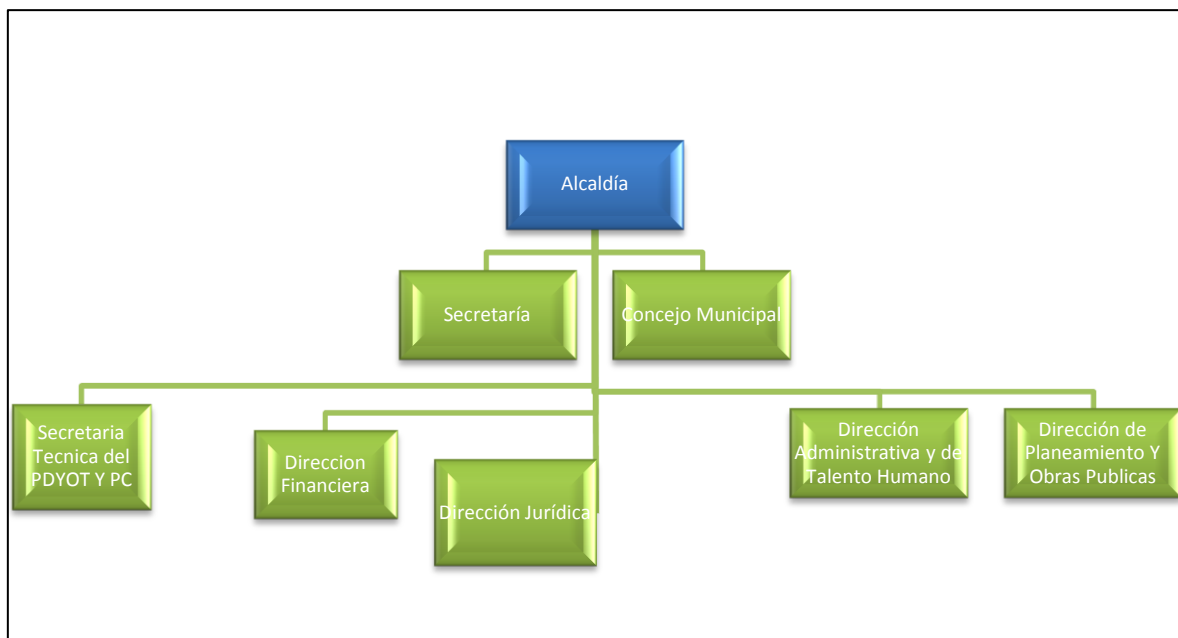 Alcaldía
Secretaría
Concejo Municipal
Secretaria
Tecnica del
PDYOT Y PC
Direccion
Financiera
Dirección Jurídica
Dirección
Administrativa y de
Talento Humano
Dirección de
Planeamiento Y
Obras Publicas